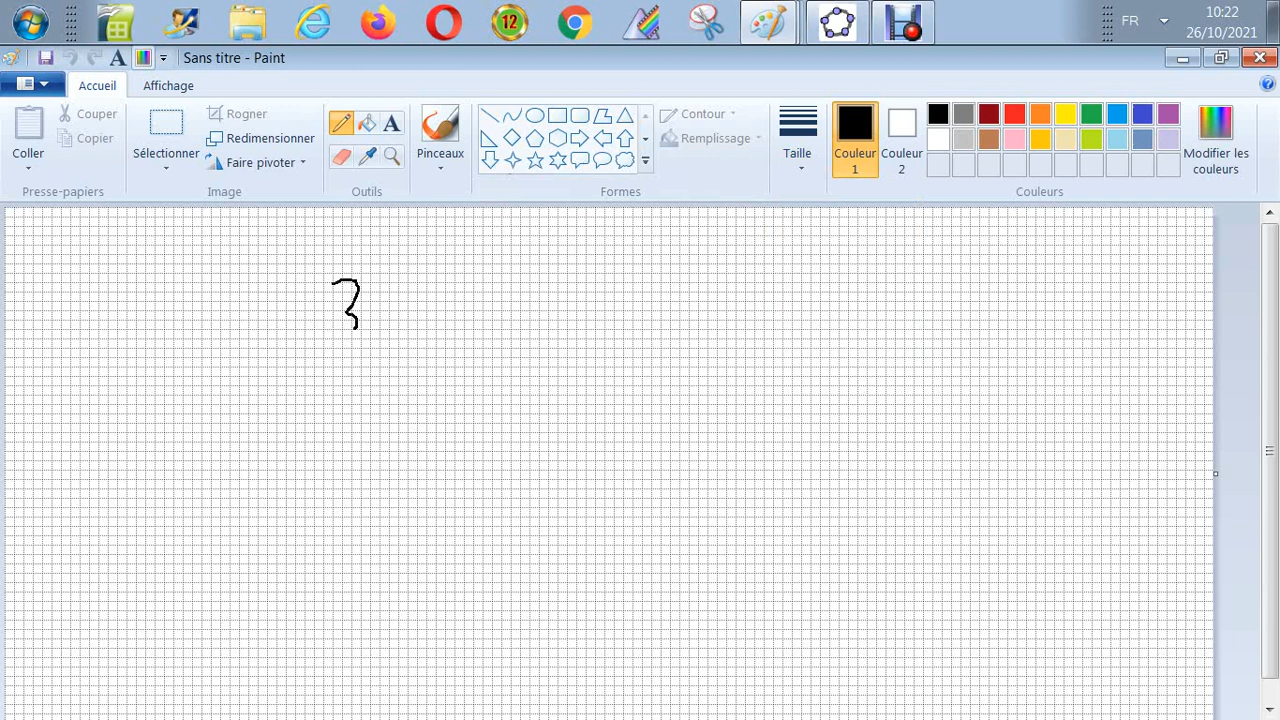 12
FR
10:22
26/10/2021
Sans titre - Paint
Accueil
Affichage
Coller
Couper
Copier
Presse-papiers
Sélectionner
Rogner
Redimensionner
Faire pivoter
Image
A
Outils
Pinceaux
Contour
Remplissage
Formes
Taille
Couleur
1
Couleur
2
Modifier les
couleurs
Couleurs